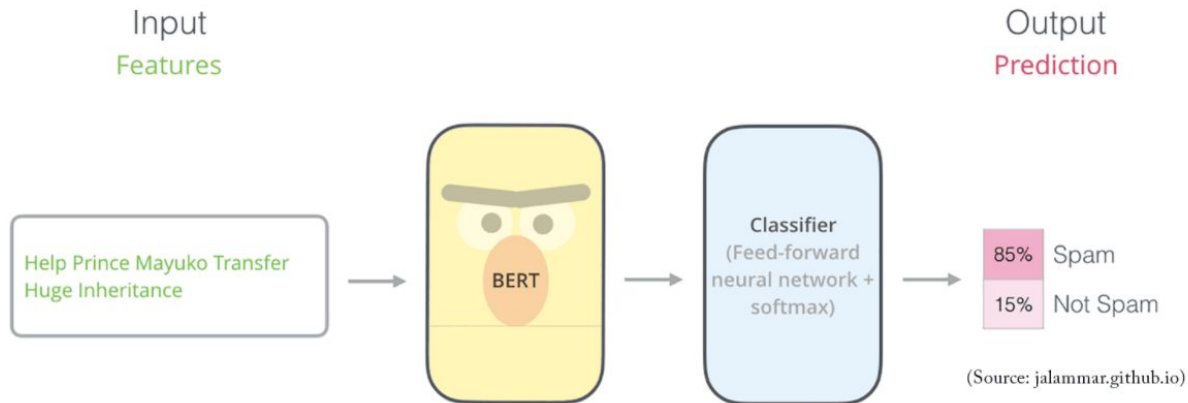 Input
Features
Output
Prediction
Help Prince Mayuko Transfer
Huge Inheritance
BERT
Classifier
(Feed-forward
neural network +
softmax)
85% Spam
15% Not Spam
(Source: jalammar.github.io)